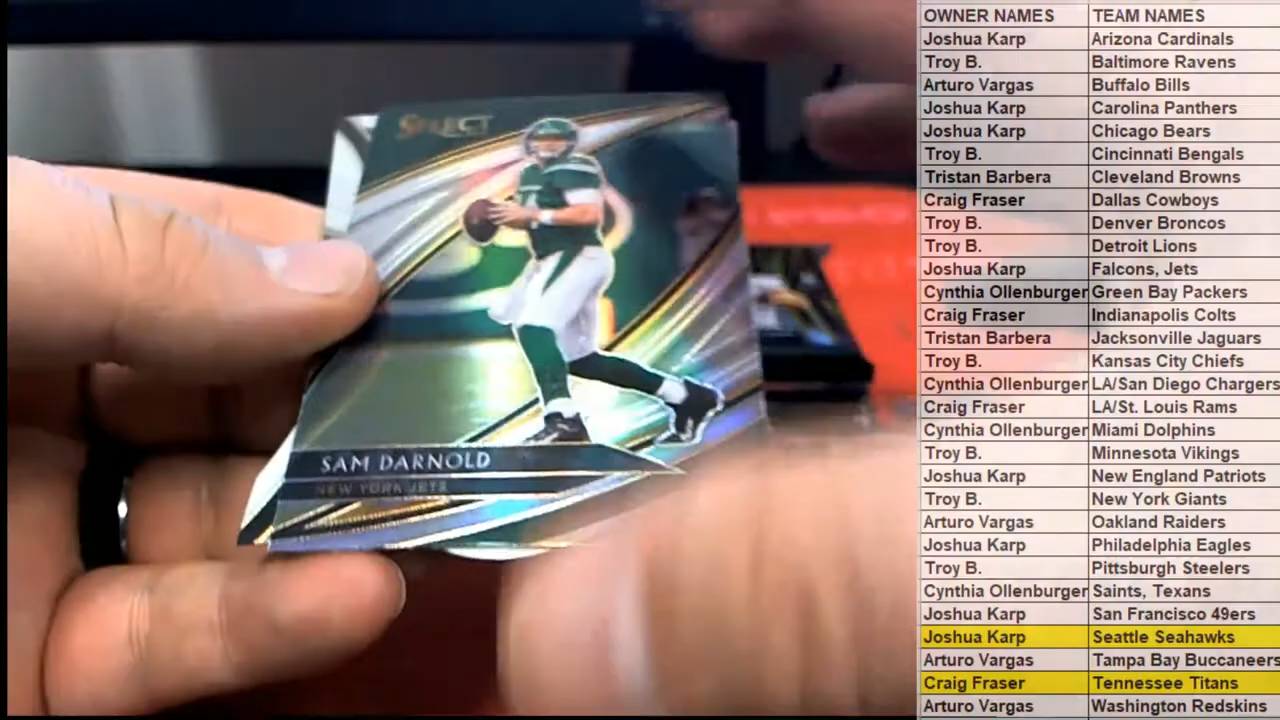 SELECT
SAM DARNOLD
NEW YORK JETS
OWNER NAMES TEAM NAMES
Joshua Karp Arizona Cardinals
Troy B. Baltimore Ravens
Arturo Vargas Buffalo Bills
Joshua Karp Carolina Panthers
Joshua Karp Chicago Bears
Troy B. Cincinnati Bengals
Tristan Barbera Cleveland Browns
Craig Fraser Dallas Cowboys
Troy B. Denver Broncos
Troy B. Detroit Lions
Joshua Karp Falcons, Jets
Cynthia Ollenburger Green Bay Packers
Craig Fraser Indianapolis Colts
Tristan Barbera Jacksonville Jaguars
Troy B. Kansas City Chiefs
Cynthia Ollenburger LA/San Diego Chargers
Craig Fraser LA/St. Louis Rams
Cynthia Ollenburger Miami Dolphins
Troy B. Minnesota Vikings
Joshua Karp New England Patriots
Troy B. New York Giants
Arturo Vargas Oakland Raiders
Joshua Karp Philadelphia Eagles
Troy B. Pittsburgh Steelers
Cynthia Ollenburger Saints, Texans
Joshua Karp San Francisco 49ers
Joshua Karp Seattle Seahawks
Arturo Vargas Tampa Bay Buccaneers
Craig Fraser Tennessee Titans
Arturo Vargas Washington Redskins